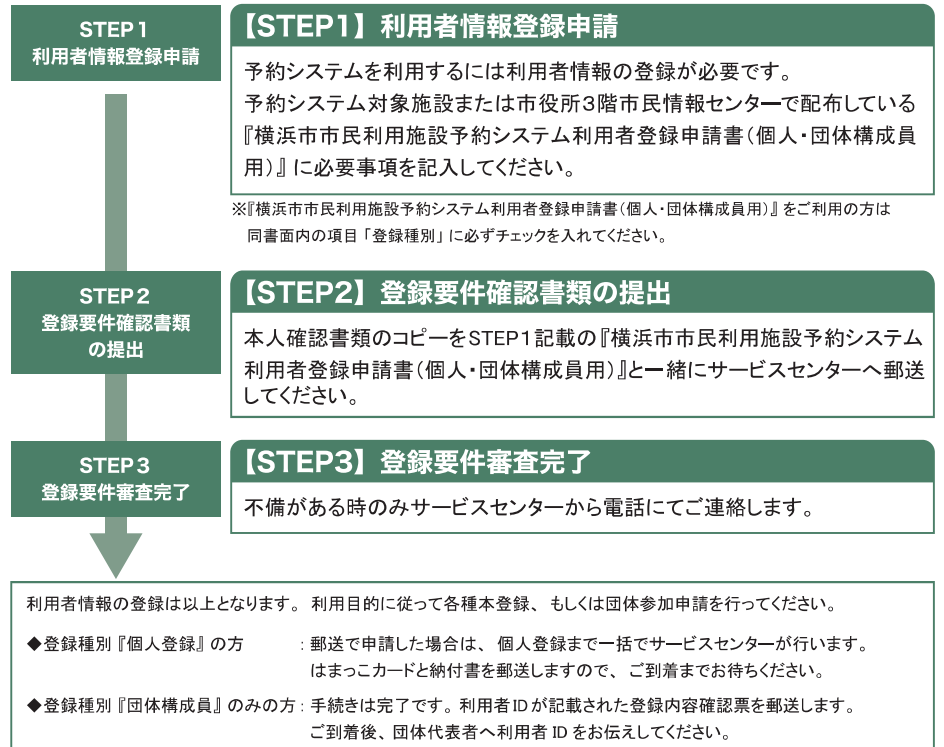 STEP1
利用者情報登録申請
【STEP1】利用者情報登録申請
予約システムを利用するには利用者情報の登録が必要です。
予約システム対象施設または市役所3階市民情報センターで配布している
『横浜市市民利用施設予約システム利用者登録申請書(個人・団体構成員
用)』に必要事項を記入してください。
※『横浜市市民利用施設予約システム利用者登録申請書(個人・団体構成員用)』をご利用の方は
同書面内の項目「登録種別」に必ずチェックを入れてください。
STEP2
登録要件確認書類
の提出
【STEP2】登録要件確認書類の提出
本人確認書類のコピーをSTEP1記載の『横浜市市民利用施設予約システム
利用者登録申請書(個人・団体構成員用)』と一緒にサービスセンターへ郵送
してください。
STEP3
登録要件審査完了
【STEP3】登録要件審査完了
不備がある時のみサービスセンターから電話にてご連絡します。
利用者情報の登録は以上となります。利用目的に従って各種本登録、もしくは団体参加申請を行ってください。
◆登録種別『個人登録』の方 : 郵送で申請した場合は、個人登録まで一括でサービスセンターが行います。
はまっこカードと納付書を郵送しますので、ご到着までお待ちください。
◆登録種別『団体構成員』のみの方 : 手続きは完了です。利用者IDが記載された登録内容確認票を郵送します。
ご到着後、団体代表者へ利用者IDをお伝えしてください。